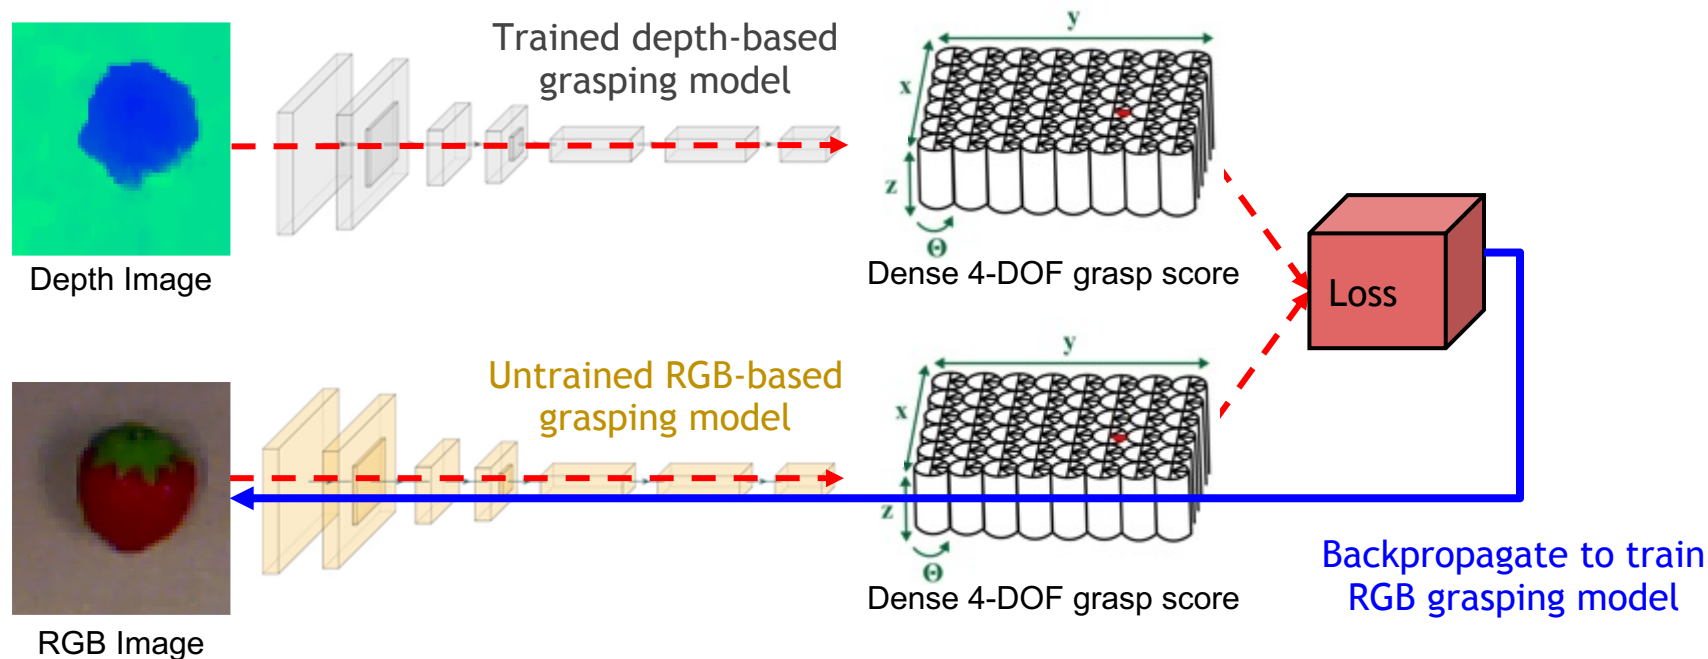 Trained depth-based
grasping model
y
x
z
Θ
Depth Image
Dense 4-DOF grasp score
Loss
Untrained RGB-based
grasping model
y
x
z
Θ
RGB Image
Dense 4-DOF grasp score
Backpropagate to train
RGB grasping model